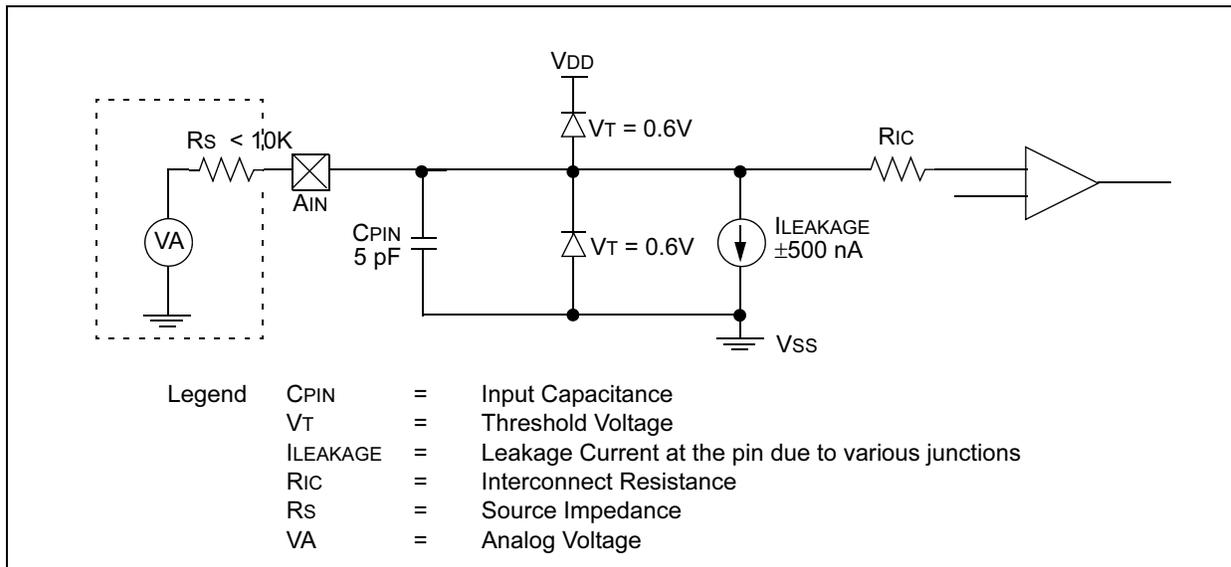 VDD
VT = 0.6V
RS < 10K
RIC
AIN
CPIN
5 pF
VT = 0.6V
ILEAKAGE
±500 nA
VA
VSS
Legend CPIN = Input Capacitance
VT = Threshold Voltage
ILEAKAGE = Leakage Current at the pin due to various junctions
RIC = Interconnect Resistance
RS = Source Impedance
VA = Analog Voltage